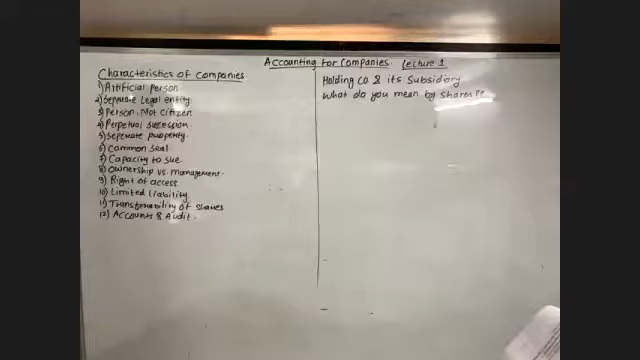 Accounting for Companies. Lecture 1
Characteristics of Companies.
1) Artificial person
2) Separate Legal entity
3) Person, Not Citizen
4) Perpetual succession
5) Seperate property.
6) Common seal
7) Capacity to sue
8) Ownership vs. management.
9) Right of access
10) Limited liability
11) Transferability of shares
12) Accounts & Audit.
Holding co & its subsidiary
What do you mean by shares